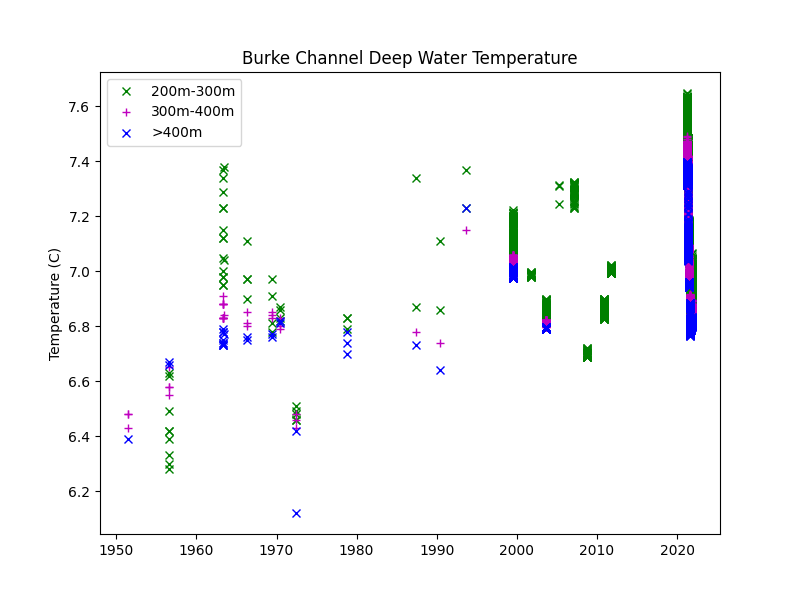 Burke Channel Deep Water Temperature
200m-300m
300m-400m
>400m
Temperature (C)
7.6
7.4
7.2
7.0
6.8
6.6
6.4
6.2
1950 1960 1970 1980 1990 2000 2010 2020